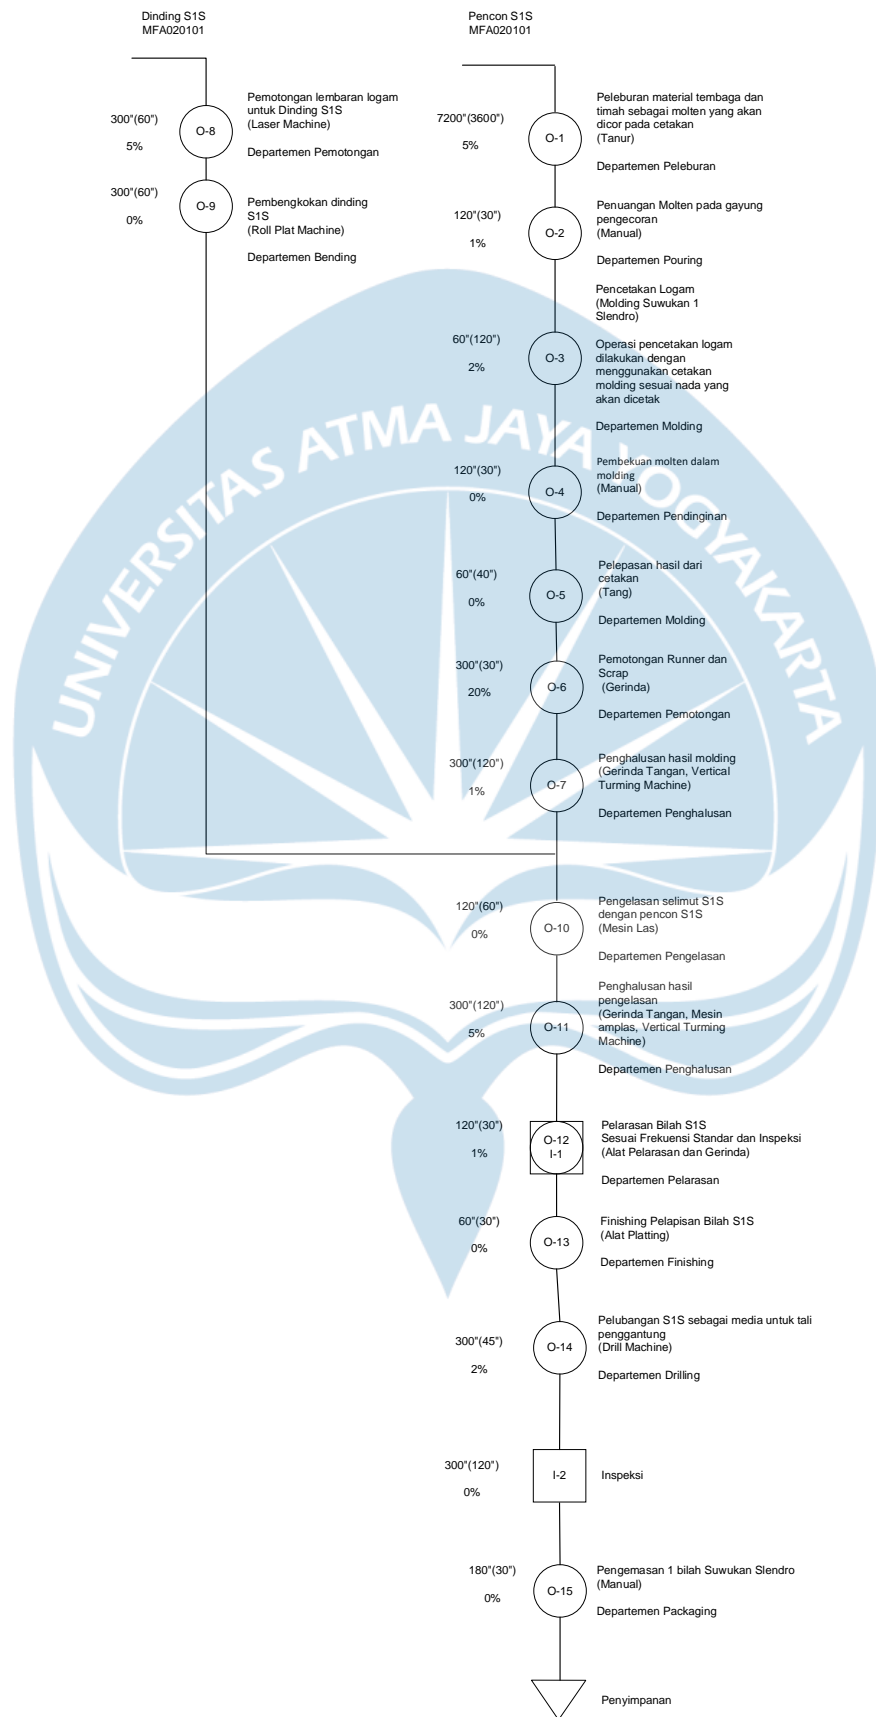 Dinding S1S
MFA020101
300"(60")
5%
O-8
Pemotongan lembaran logam
untuk Dinding S1S
(Laser Machine)
Departemen Pemotongan
300"(60")
0%
O-9
Pembengkokan dinding
S1S
(Roll Plat Machine)
Departemen Bending
Pencon S1S
MFA020101
7200"(3600")
5%
O-1
Peleburan material tembaga dan
timah sebagai molten yang akan
dicor pada cetakan
(Tanur)
Departemen Peleburan
120"(30")
1%
O-2
Penuangan Molten pada gayung
pengecoran
(Manual)
Departemen Pouring
Pencetakan Logam
(Molding Suwukan 1
Slendro)
60"(120")
2%
O-3
Operasi pencetakan logam
dilakukan dengan
menggunakan cetakan
molding sesuai nada yang
akan dicetak
Departemen Molding
120"(30")
0%
O-4
Pembekuan molten dalam
molding
(Manual)
Departemen Pendinginan
60"(40")
0%
O-5
Pelepasan hasil dari
cetakan
(Tang)
Departemen Molding
300"(30")
20%
O-6
Pemotongan Runner dan
Scrap
(Gerinda)
Departemen Pemotongan
300"(120")
1%
O-7
Penghalusan hasil molding
(Gerinda Tangan, Vertical
Turming Machine)
Departemen Penghalusan
120"(60")
0%
O-10
Pengelasan selimut S1S
dengan pencon S1S
(Mesin Las)
Departemen Pengelasan
300"(120")
5%
O-11
Penghalusan hasil
pengelasan
(Gerinda Tangan, Mesin
amplas, Vertical Turming
Machine)
Departemen Penghalusan
120"(30")
1%
O-12
I-1
Pelarasan Bilah S1S
Sesuai Frekuensi Standar dan Inspeksi
(Alat Pelarasan dan Gerinda)
Departemen Pelarasan
60"(30")
0%
O-13
Finishing Pelapisan Bilah S1S
(Alat Platting)
Departemen Finishing
300"(45")
2%
O-14
Pelubangan S1S sebagai media untuk tali
penggantung
(Drill Machine)
Departemen Drilling
300"(120")
0%
I-2
Inspeksi
180"(30")
0%
O-15
Pengemasan 1 bilah Suwukan Slendro
(Manual)
Departemen Packaging
Penyimpanan
UNIVERSITAS ATMA JAYA YOGYAKARTA